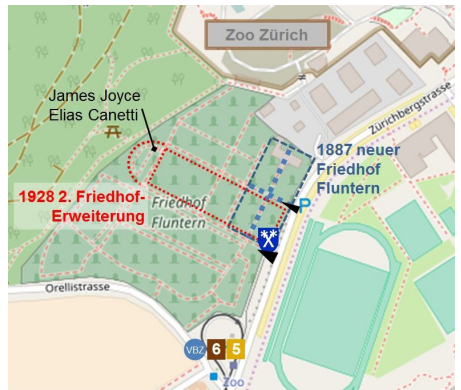 Zoo Zürich
James Joyce
Elias Canetti
Zürichbergstrasse
1887 neuer
Friedhof
Fluntern
P
1928 2. Friedhof-
Erweiterung
Friedhof
Fluntern
Orellistrasse
VBZ 6 5
Zoo